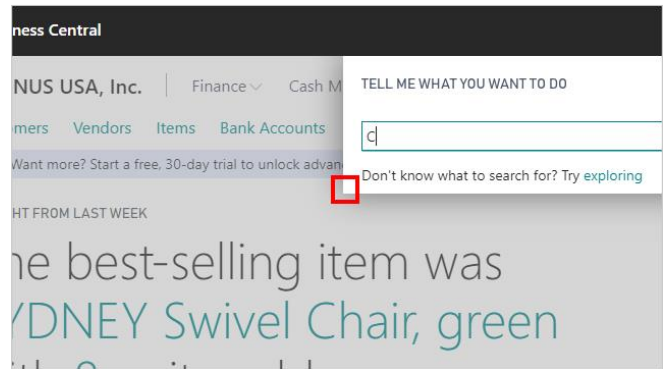 ness Central
NUS USA, Inc. Finance Cash M
TELL ME WHAT YOU WANT TO DO
mers Vendors Items Bank Accounts
c
Want more? Start a free, 30-day trial to unlock advan
Don't know what to search for? Try exploring
HT FROM LAST WEEK
he best-selling item was
YDNEY Swivel Chair, green